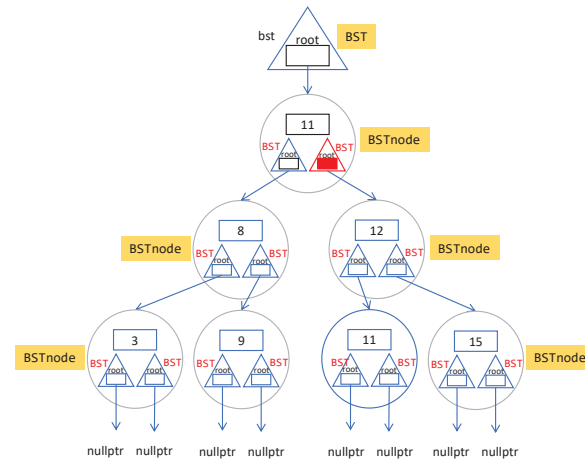 bst root BST
11
BST root root BST BSTnode
BSTnode 8 12 BSTnode
BST root root BST BST root root BST
BSTnode 3 9 11 15 BSTnode
BST root root BST BST root root BST BST root root BST BST root root BST
nullptr nullptr nullptr nullptr nullptr nullptr nullptr nullptr